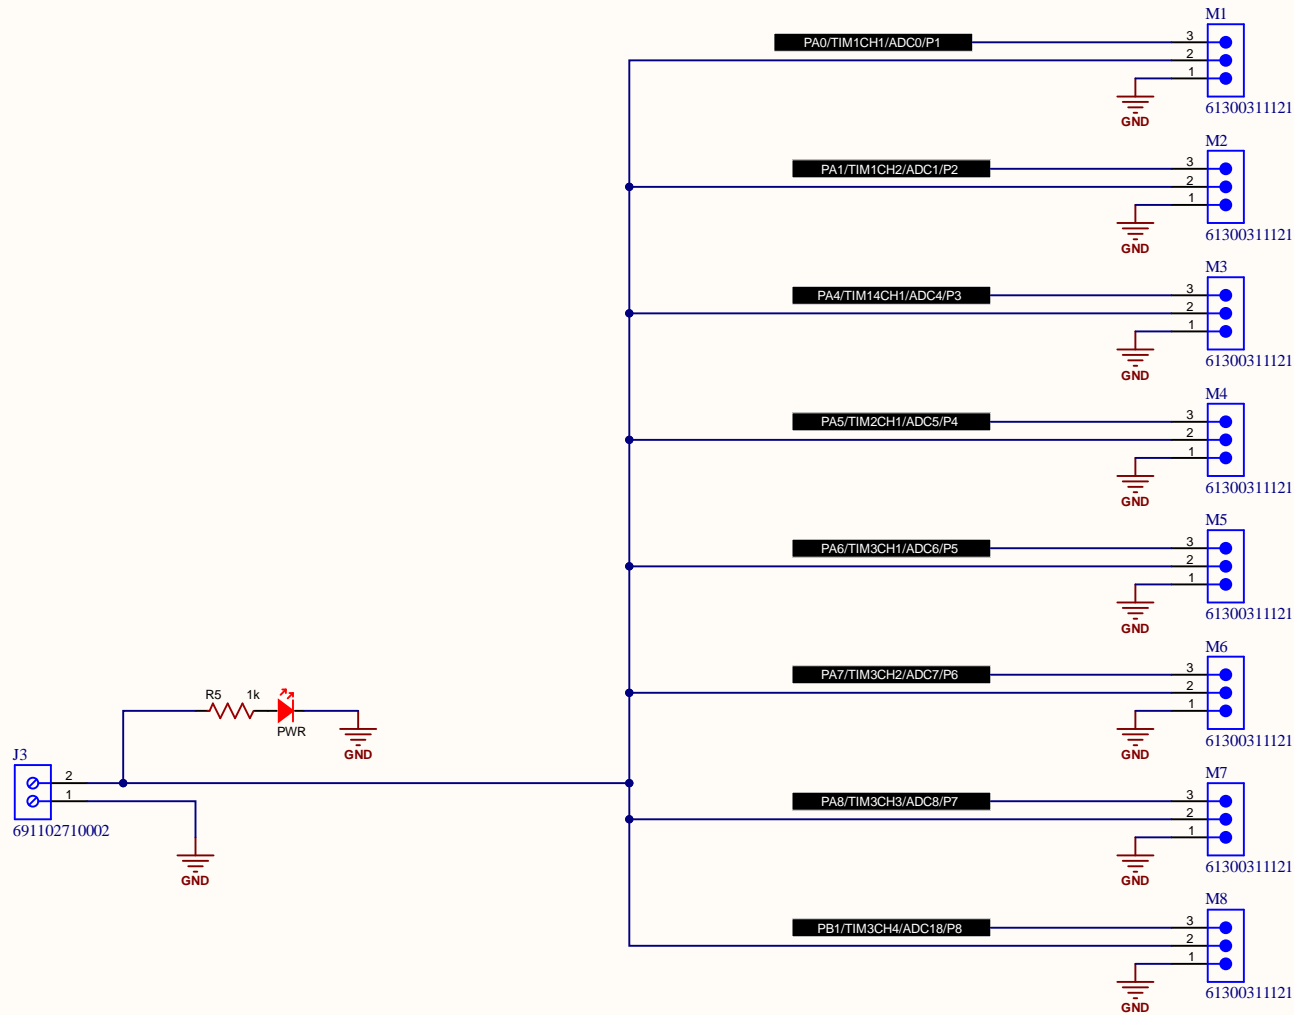 M1
PA0/TIM1CH1/ADC0/P1
3
2
1
GND
61300311121
M2
PA1/TIM1CH2/ADC1/P2
3
2
1
GND
61300311121
M3
PA4/TIM14CH1/ADC4/P3
3
2
1
GND
61300311121
M4
PA5/TIM2CH1/ADC5/P4
3
2
1
GND
61300311121
M5
PA6/TIM3CH1/ADC6/P5
3
2
1
GND
61300311121
M6
PA7/TIM3CH2/ADC7/P6
3
2
1
GND
61300311121
R5 1k
PWR
GND
J3
2
1
691102710002
GND
M7
PA8/TIM3CH3/ADC8/P7
3
2
1
GND
61300311121
M8
PB1/TIM3CH4/ADC18/P8
3
2
1
GND
61300311121